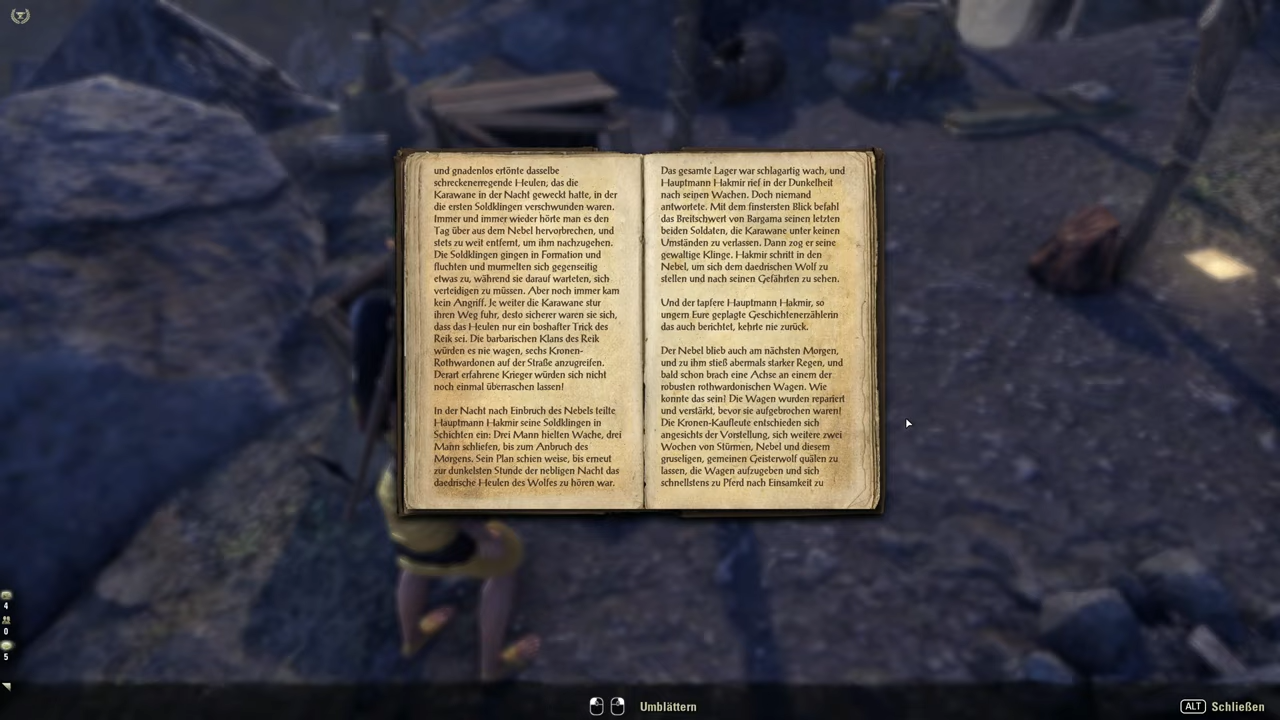 und gnadenlos ertönte dasselbe
schreckenerregende Heulen, das die
Karawane in der Nacht geweckt hatte, in der
die ersten Soldklingen verschwunden waren.
Immer und immer wieder hörte man es den
Tag über aus dem Nebel hervorbrechen, und
stets zu weit entfernt, um ihm nachzugehen.
Die Soldklingen gingen in Formation und
fluchten und murmelten sich gegenseitig
etwas zu, während sie darauf warteten, sich
verteidigen zu müssen. Aber noch immer kam
kein Angriff. Je weiter die Karawane stur
ihren Weg fuhr, desto sicherer waren sie sich,
dass das Heulen nur ein boshafter Trick des
Reik sei. Die barbarischen Klans des Reik
würden es nie wagen, sechs Kronen-
Rothwardonen auf der Straße anzugreifen.
Derart erfahrene Krieger würden sich nicht
noch einmal überraschen lassen!
In der Nacht nach Einbruch des Nebels teilte
Hauptmann Hakmir seine Soldklingen in
Schichten ein: Drei Mann hielten Wache, drei
Mann schliefen, bis zum Anbruch des
Morgens. Sein Plan schien weise, bis erneut
zur dunkelsten Stunde der nebligen Nacht das
daedrische Heulen des Wolfes zu hören war.
Das gesamte Lager war schlagartig wach, und
Hauptmann Hakmir rief in der Dunkelheit
nach seinen Wachen. Doch niemand
antwortete. Mit dem finstersten Blick befahl
das Breitschwert von Bargama seinen letzten
beiden Soldaten, die Karawane unter keinen
Umständen zu verlassen. Dann zog er seine
gewaltige Klinge. Hakmir schritt in den
Nebel, um sich dem daedrischen Wolf zu
stellen und nach seinen Gefährten zu sehen.
Und der tapfere Hauptmann Hakmir, so
ungern Eure geplagte Geschichtenerzählerin
das auch berichtet, kehrte nie zurück.
Der Nebel blieb auch am nächsten Morgen,
und zu ihm stieß abermals starker Regen, und
bald schon brach eine Achse an einem der
robusten rothwardonischen Wagen. Wie
konnte das sein! Die Wagen wurden repariert
und verstärkt, bevor sie aufgebrochen waren!
Die Kronen-Kaufleute entschieden sich
angesichts der Vorstellung, sich weitere zwei
Wochen von Stürmen, Nebel und diesem
gruseligen, gemeinen Geisterwolf quälen zu
lassen, die Wagen aufzugeben und sich
schnellstens zu Pferd nach Einsamkeit zu
4
0
5
Umblättern
ALT Schließen